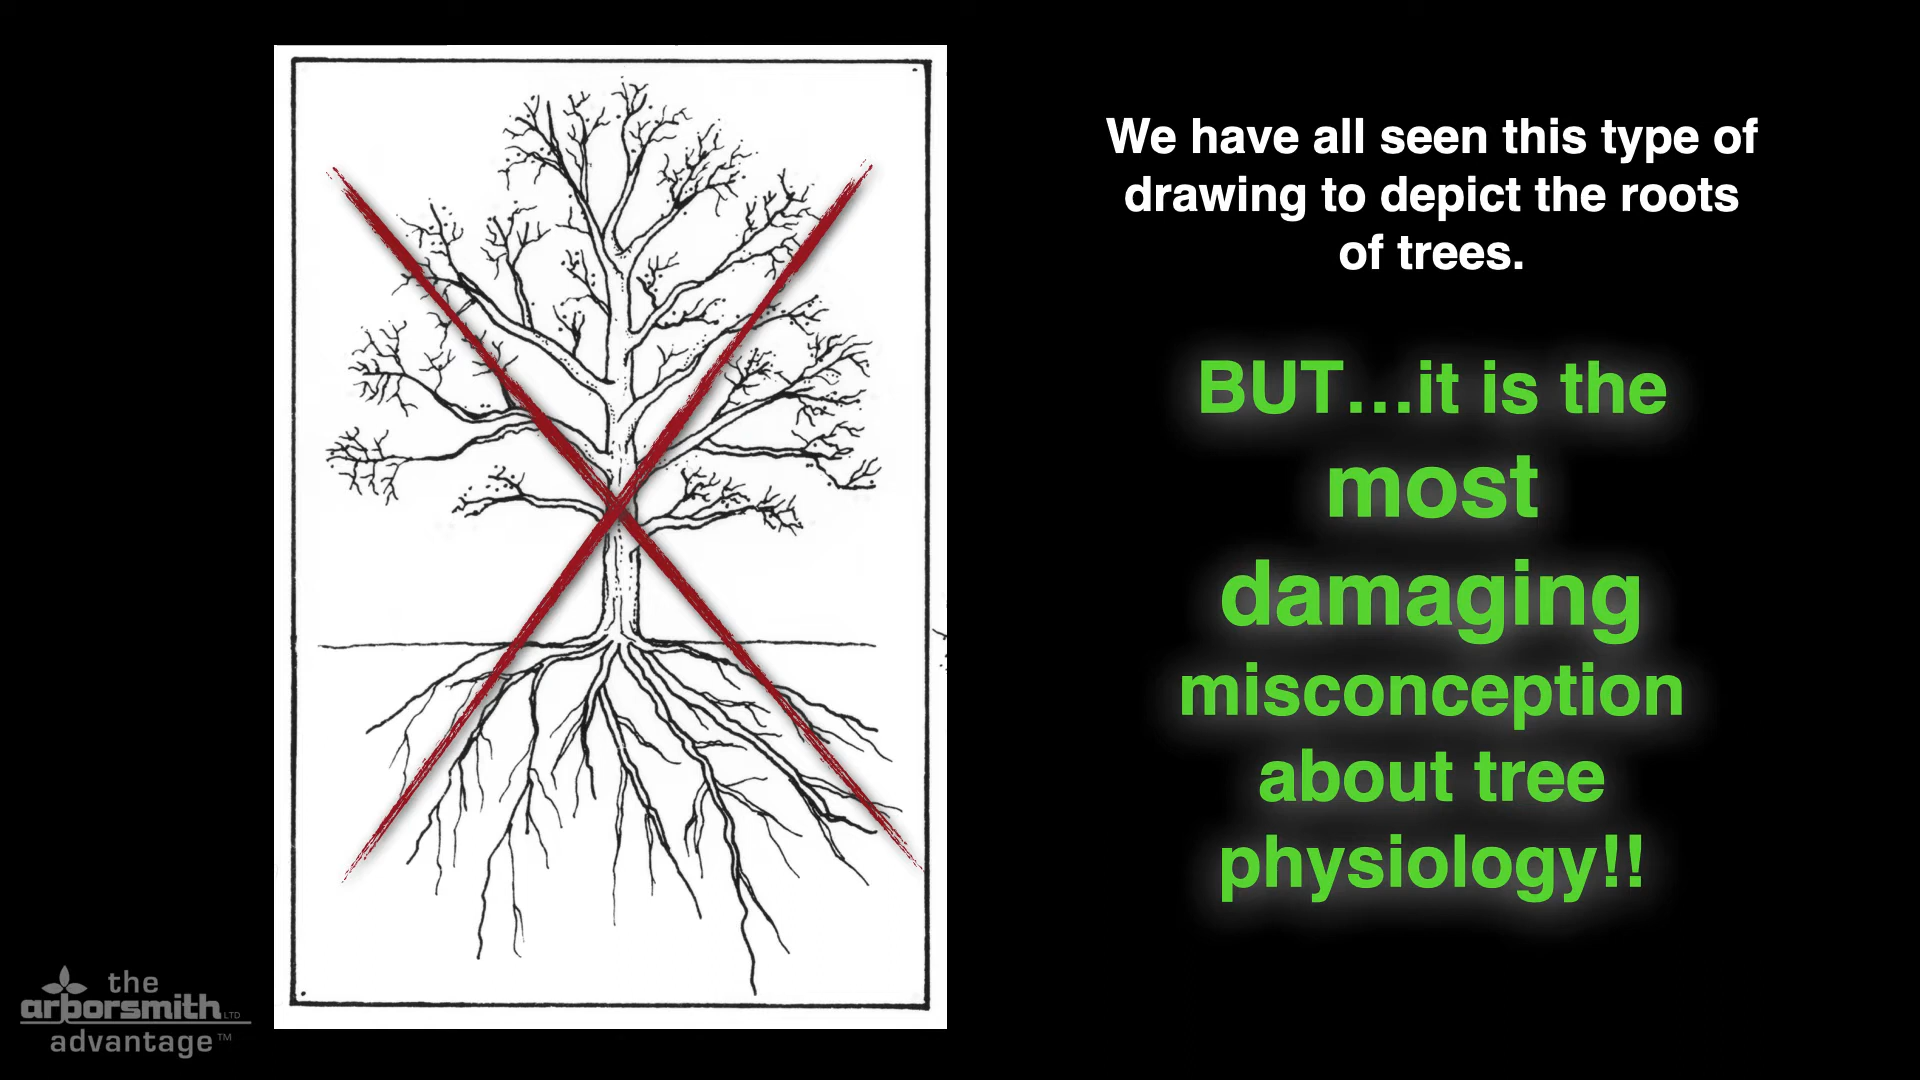 We have all seen this type of
drawing to depict the roots
of trees.
BUT...it is the
most
damaging
misconception
about tree
physiology!!
the
arborsmith LTD
advantage™